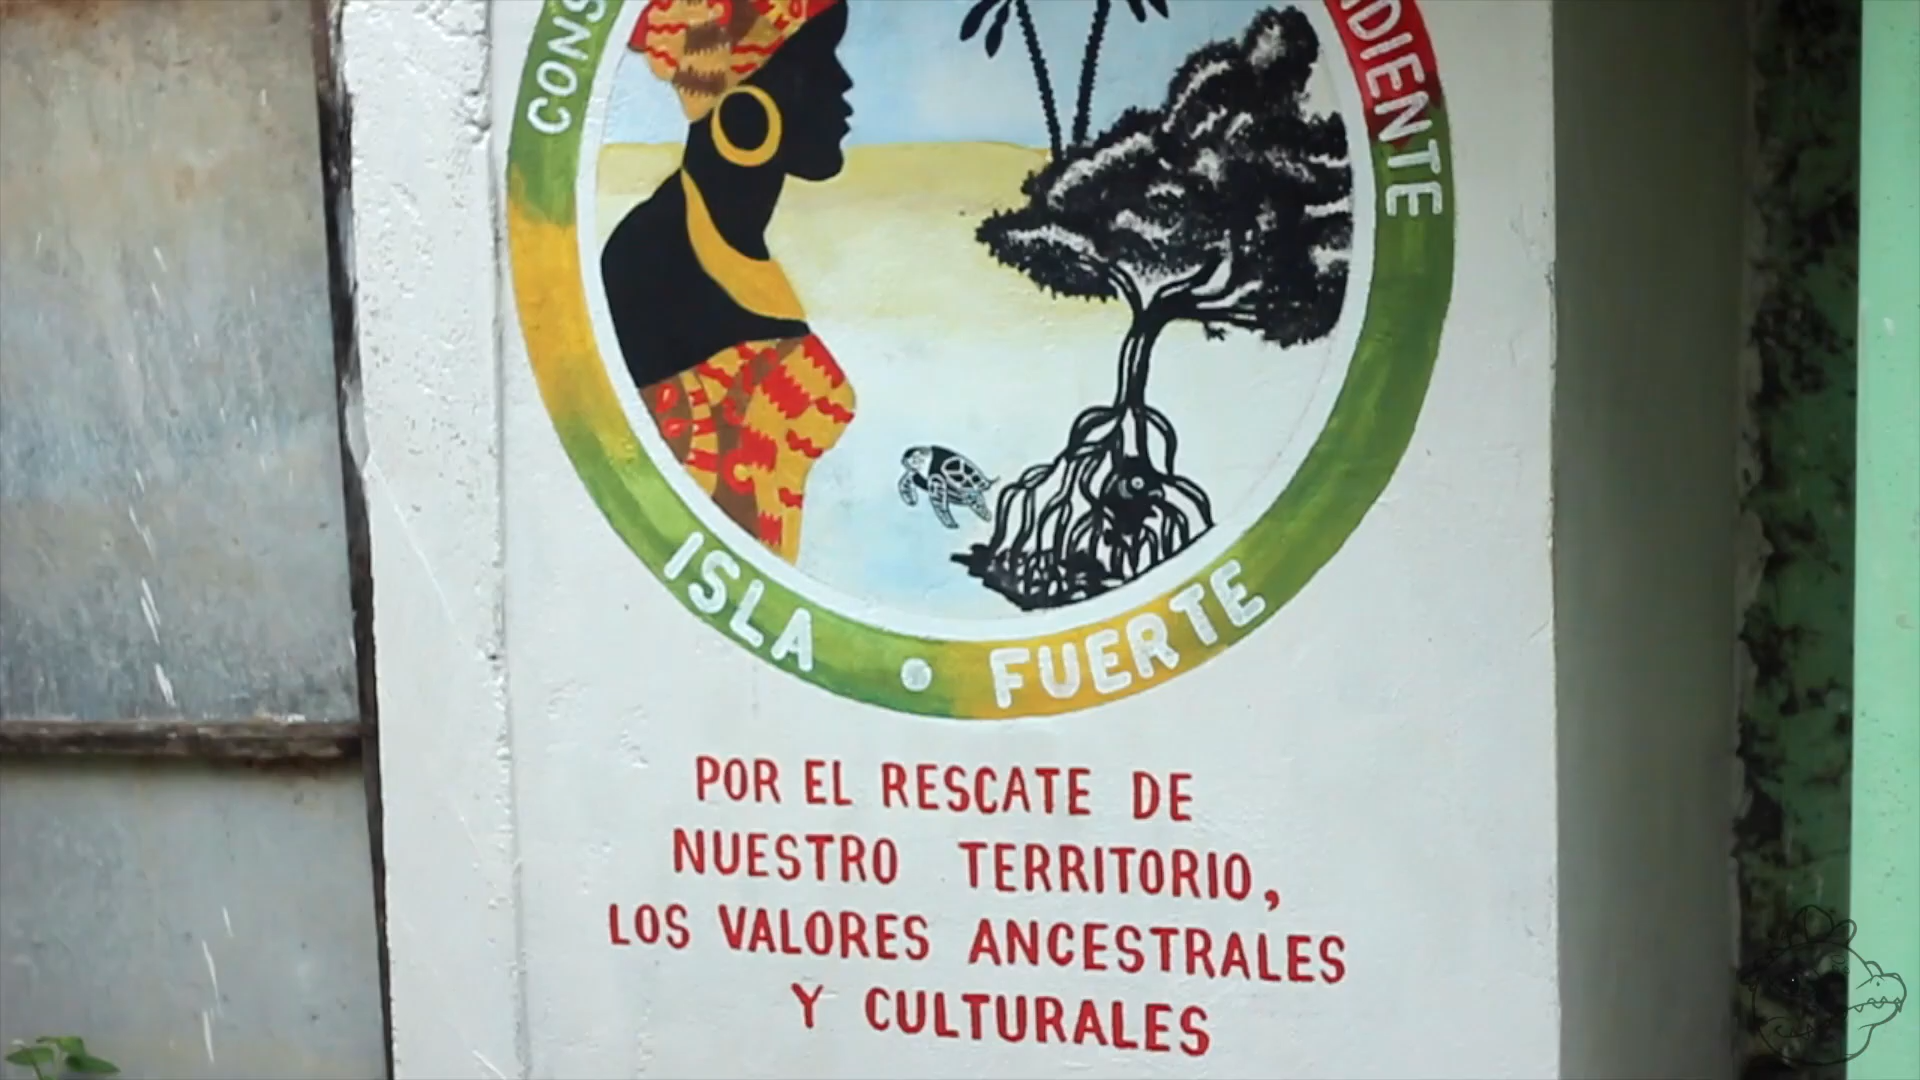 CONS
DIENTE
ISLA • FUERTE
POR EL RESCATE DE
NUESTRO TERRITORIO,
LOS VALORES ANCESTRALES
Y CULTURALES